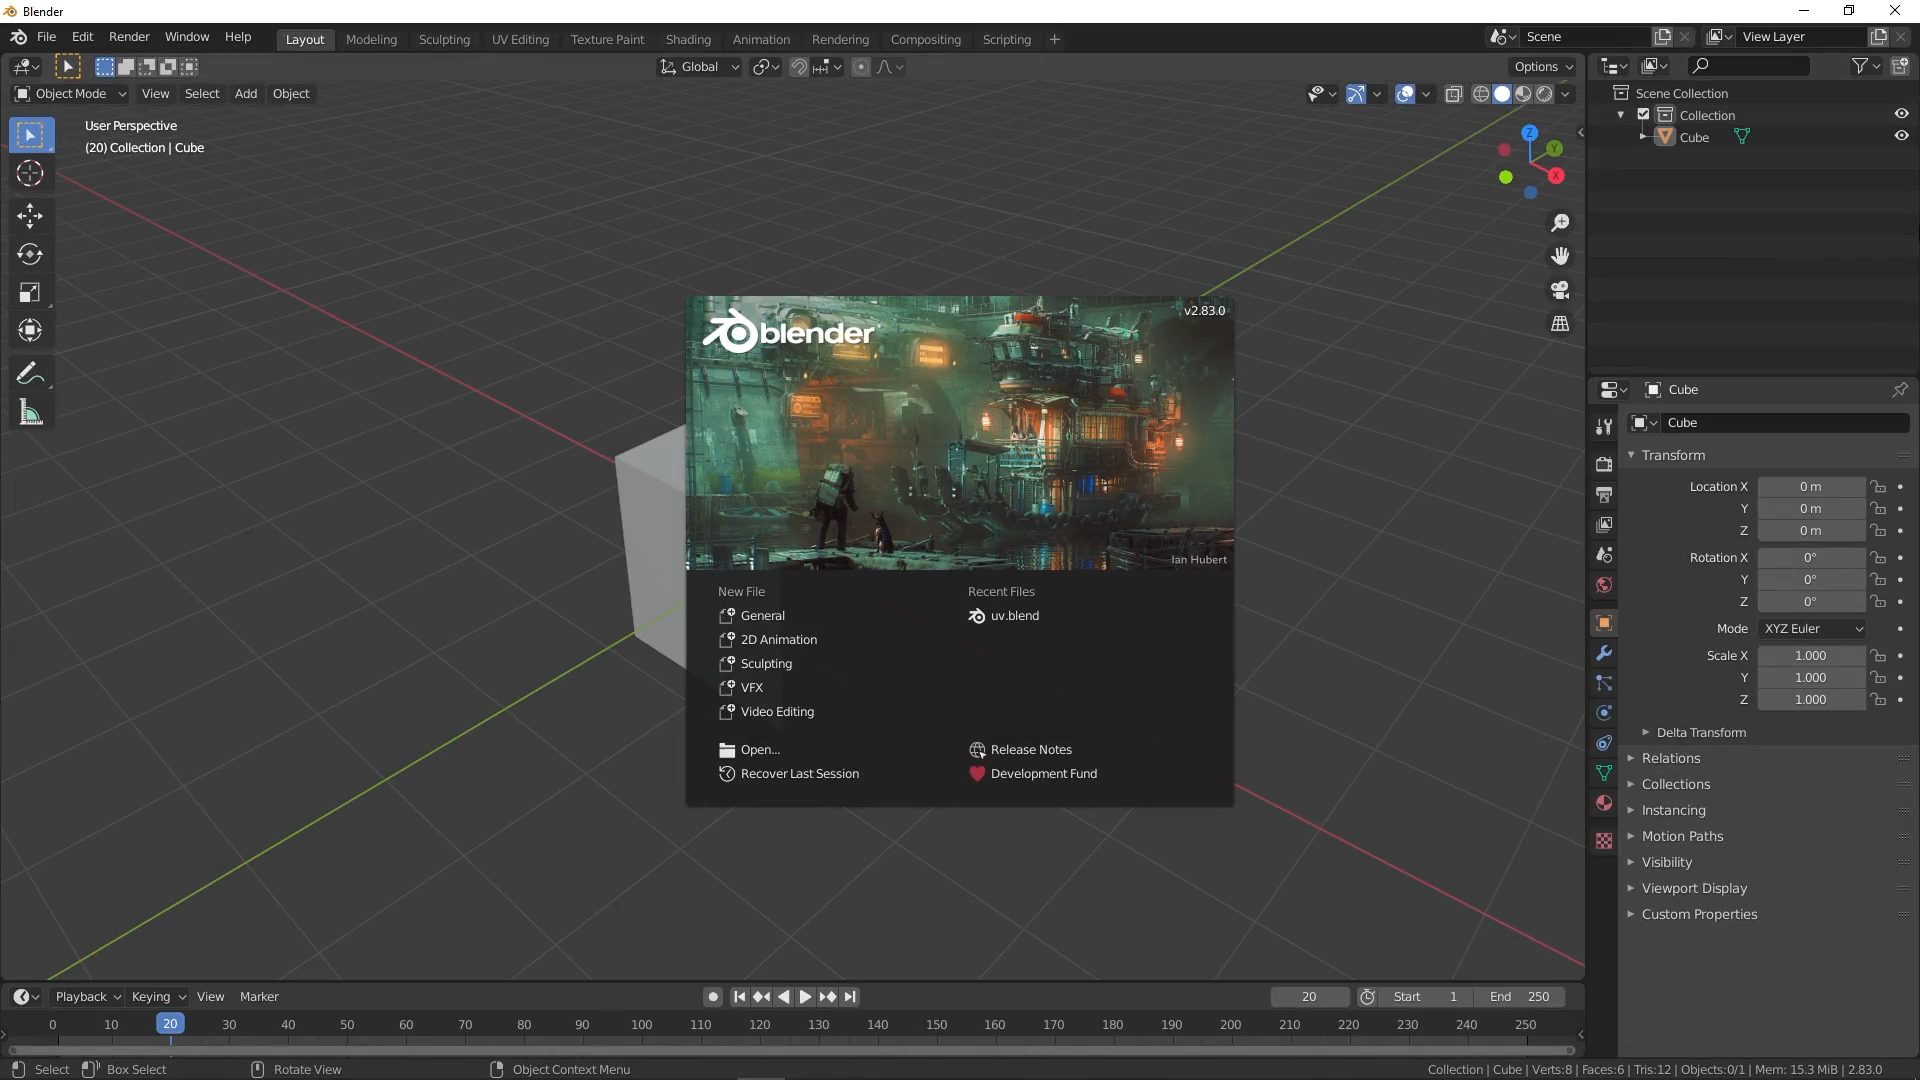 Blender
File Edit Render Window Help Layout Modeling Sculpting UV Editing Texture Paint Shading Animation Rendering Compositing Scripting + Scene View Layer
Global Options
Object Mode View Select Add Object
User Perspective
(20) Collection | Cube
Z
Y
X
Scene Collection
Collection
Cube
blender
v2.83.0
Ian Hubert
New File
General
2D Animation
Sculpting
VFX
Video Editing
Open...
Recover Last Session
Recent Files
uv.blend
Release Notes
Development Fund
Cube
Cube
Transform
Location X 0 m
Y 0 m
Z 0 m
Rotation X 0°
Y 0°
Z 0°
Mode XYZ Euler
Scale X 1.000
Y 1.000
Z 1.000
Delta Transform
Relations
Collections
Instancing
Motion Paths
Visibility
Viewport Display
Custom Properties
Playback Keying View Marker 20 Start 1 End 250
0 10 20 30 40 50 60 70 80 90 100 110 120 130 140 150 160 170 180 190 200 210 220 230 240 250
Select Box Select Rotate View Object Context Menu Collection | Cube | Verts:8 | Faces:6 | Tris:12 | Objects:0/1 | Mem: 15.3 MiB | 2.83.0